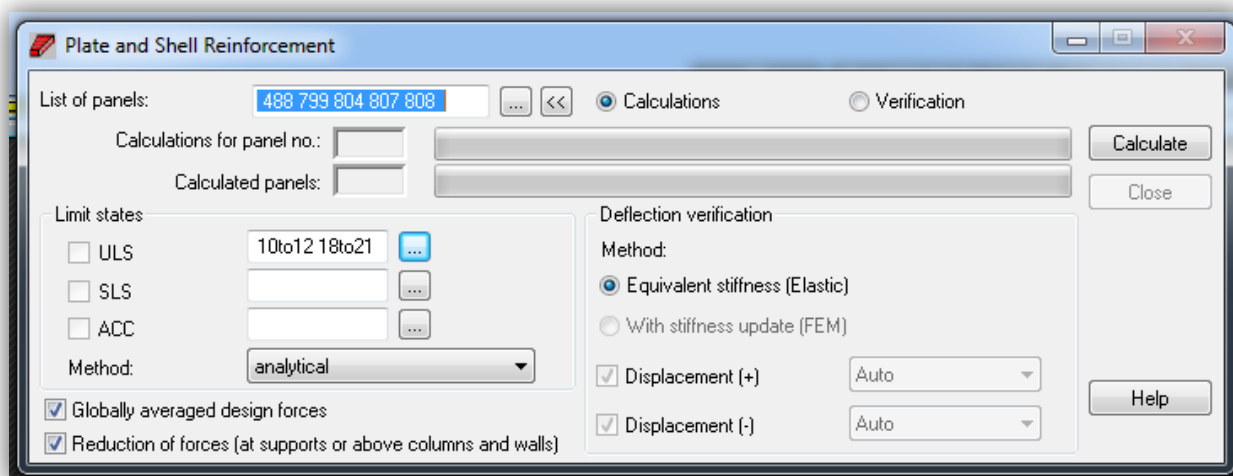 Plate and Shell Reinforcement
List of panels: 488 799 804 807 808 ... << Calculations Verification
Calculations for panel no.: Calculate
Calculated panels: Close
Limit states Deflection verification
ULS 10to12 18to21 ... Method:
SLS ... Equivalent stiffness (Elastic)
ACC ... With stiffness update (FEM)
Method: analytical Displacement (+) Auto
Globally averaged design forces Help
Reduction of forces (at supports or above columns and walls) Displacement (-) Auto